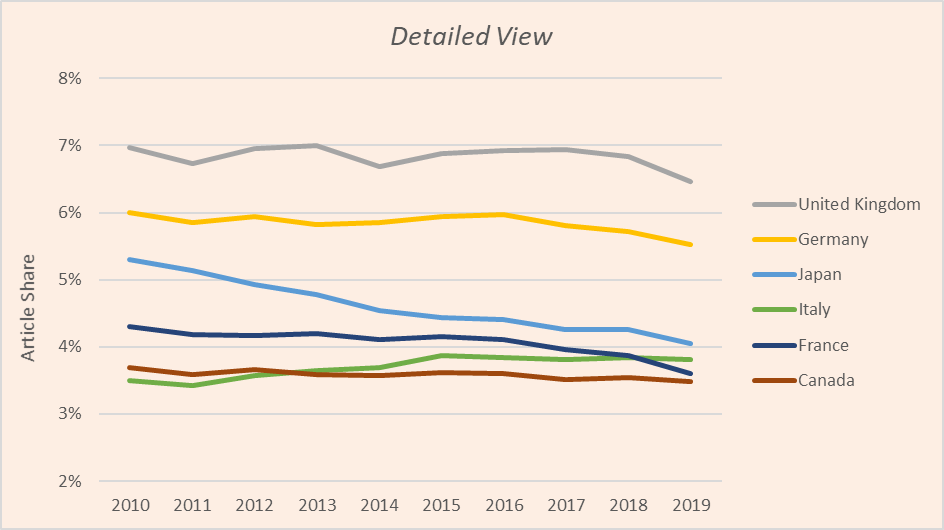 Detailed View
8%
7%
6%
5%
4%
3%
2%
Article Share
2010 2011 2012 2013 2014 2015 2016 2017 2018 2019
United Kingdom
Germany
Japan
Italy
France
Canada